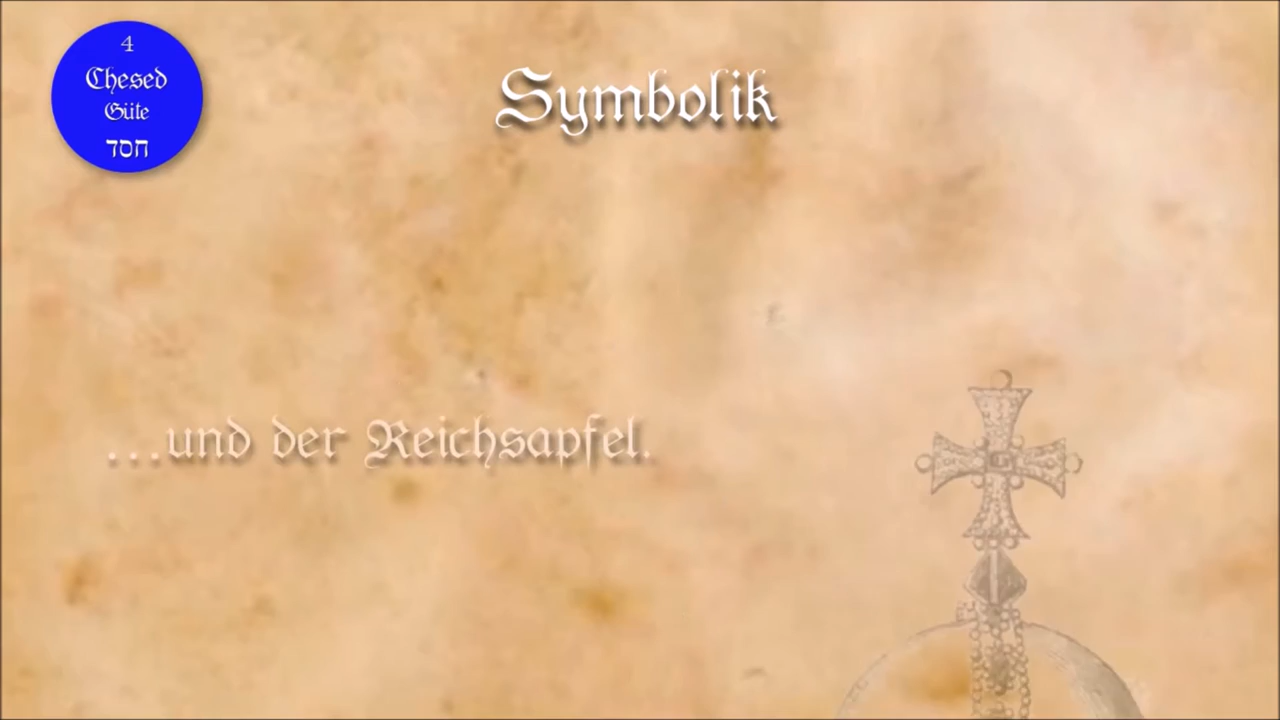 4
Chesed
Güte
חסד
Symbolik
...und der Reichsapfel.